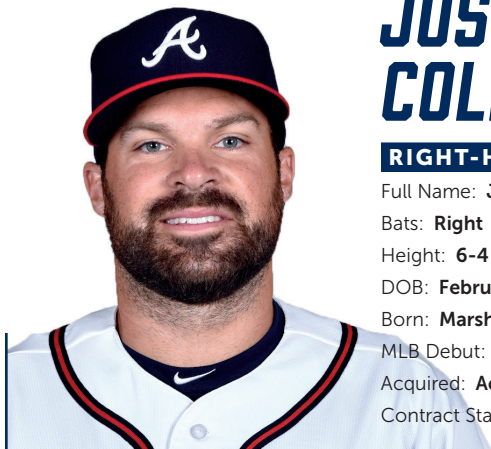 JOS
COL
RIGHT-H
Full Name: J
Bats: Right
Height: 6-4
DOB: Febru
Born: Marsh
MLB Debut:
Acquired: Ac
Contract Sta